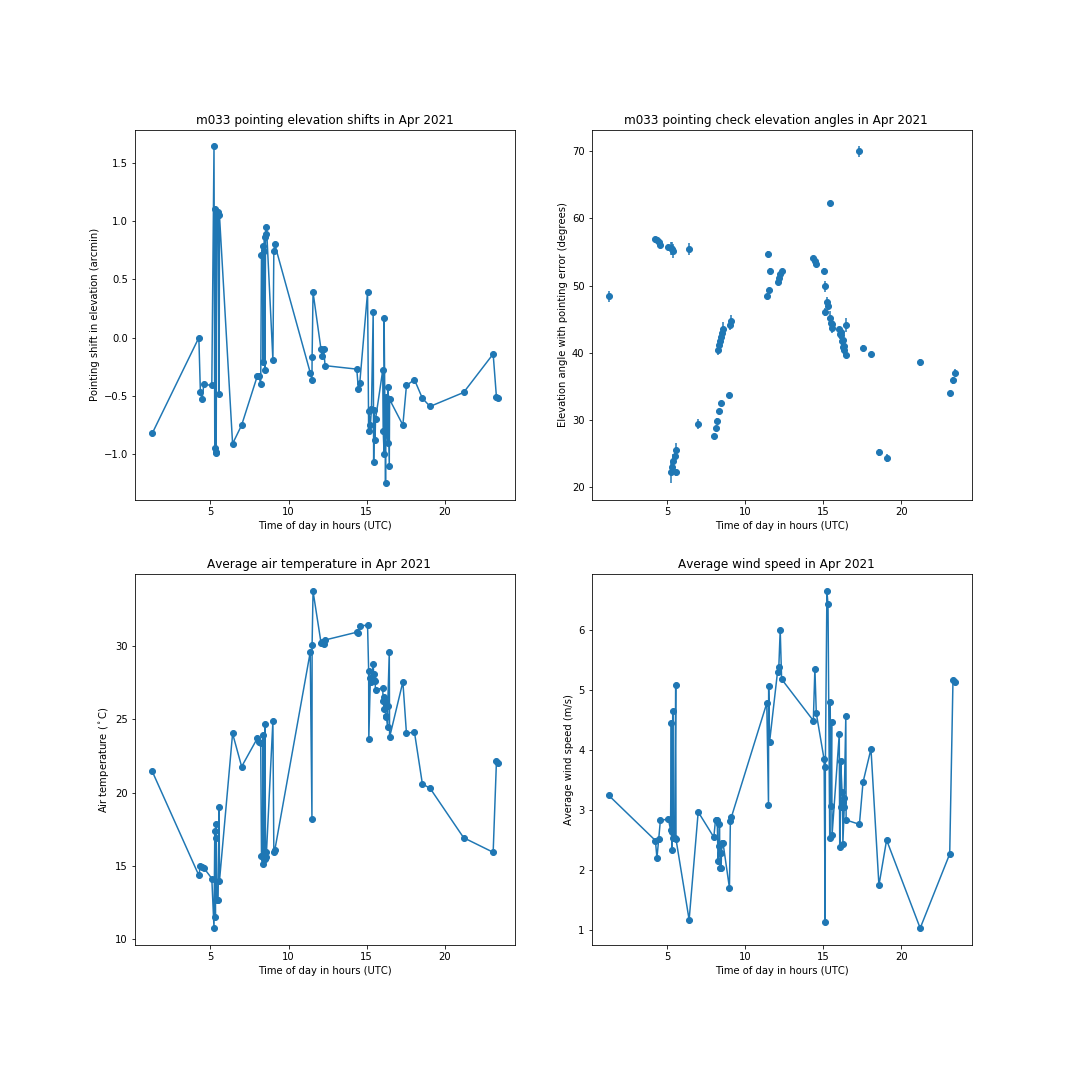 m033 pointing elevation shifts in Apr 2021
Pointing shift in elevation (arcmin)
1.5
1.0
0.5
0.0
−0.5
−1.0
5 10 15 20
Time of day in hours (UTC)
m033 pointing check elevation angles in Apr 2021
Elevation angle with pointing error (degrees)
70
60
50
40
30
20
5 10 15 20
Time of day in hours (UTC)
Average air temperature in Apr 2021
Air temperature (°C)
30
25
20
15
10
5 10 15 20
Time of day in hours (UTC)
Average wind speed in Apr 2021
Average wind speed (m/s)
6
5
4
3
2
1
5 10 15 20
Time of day in hours (UTC)